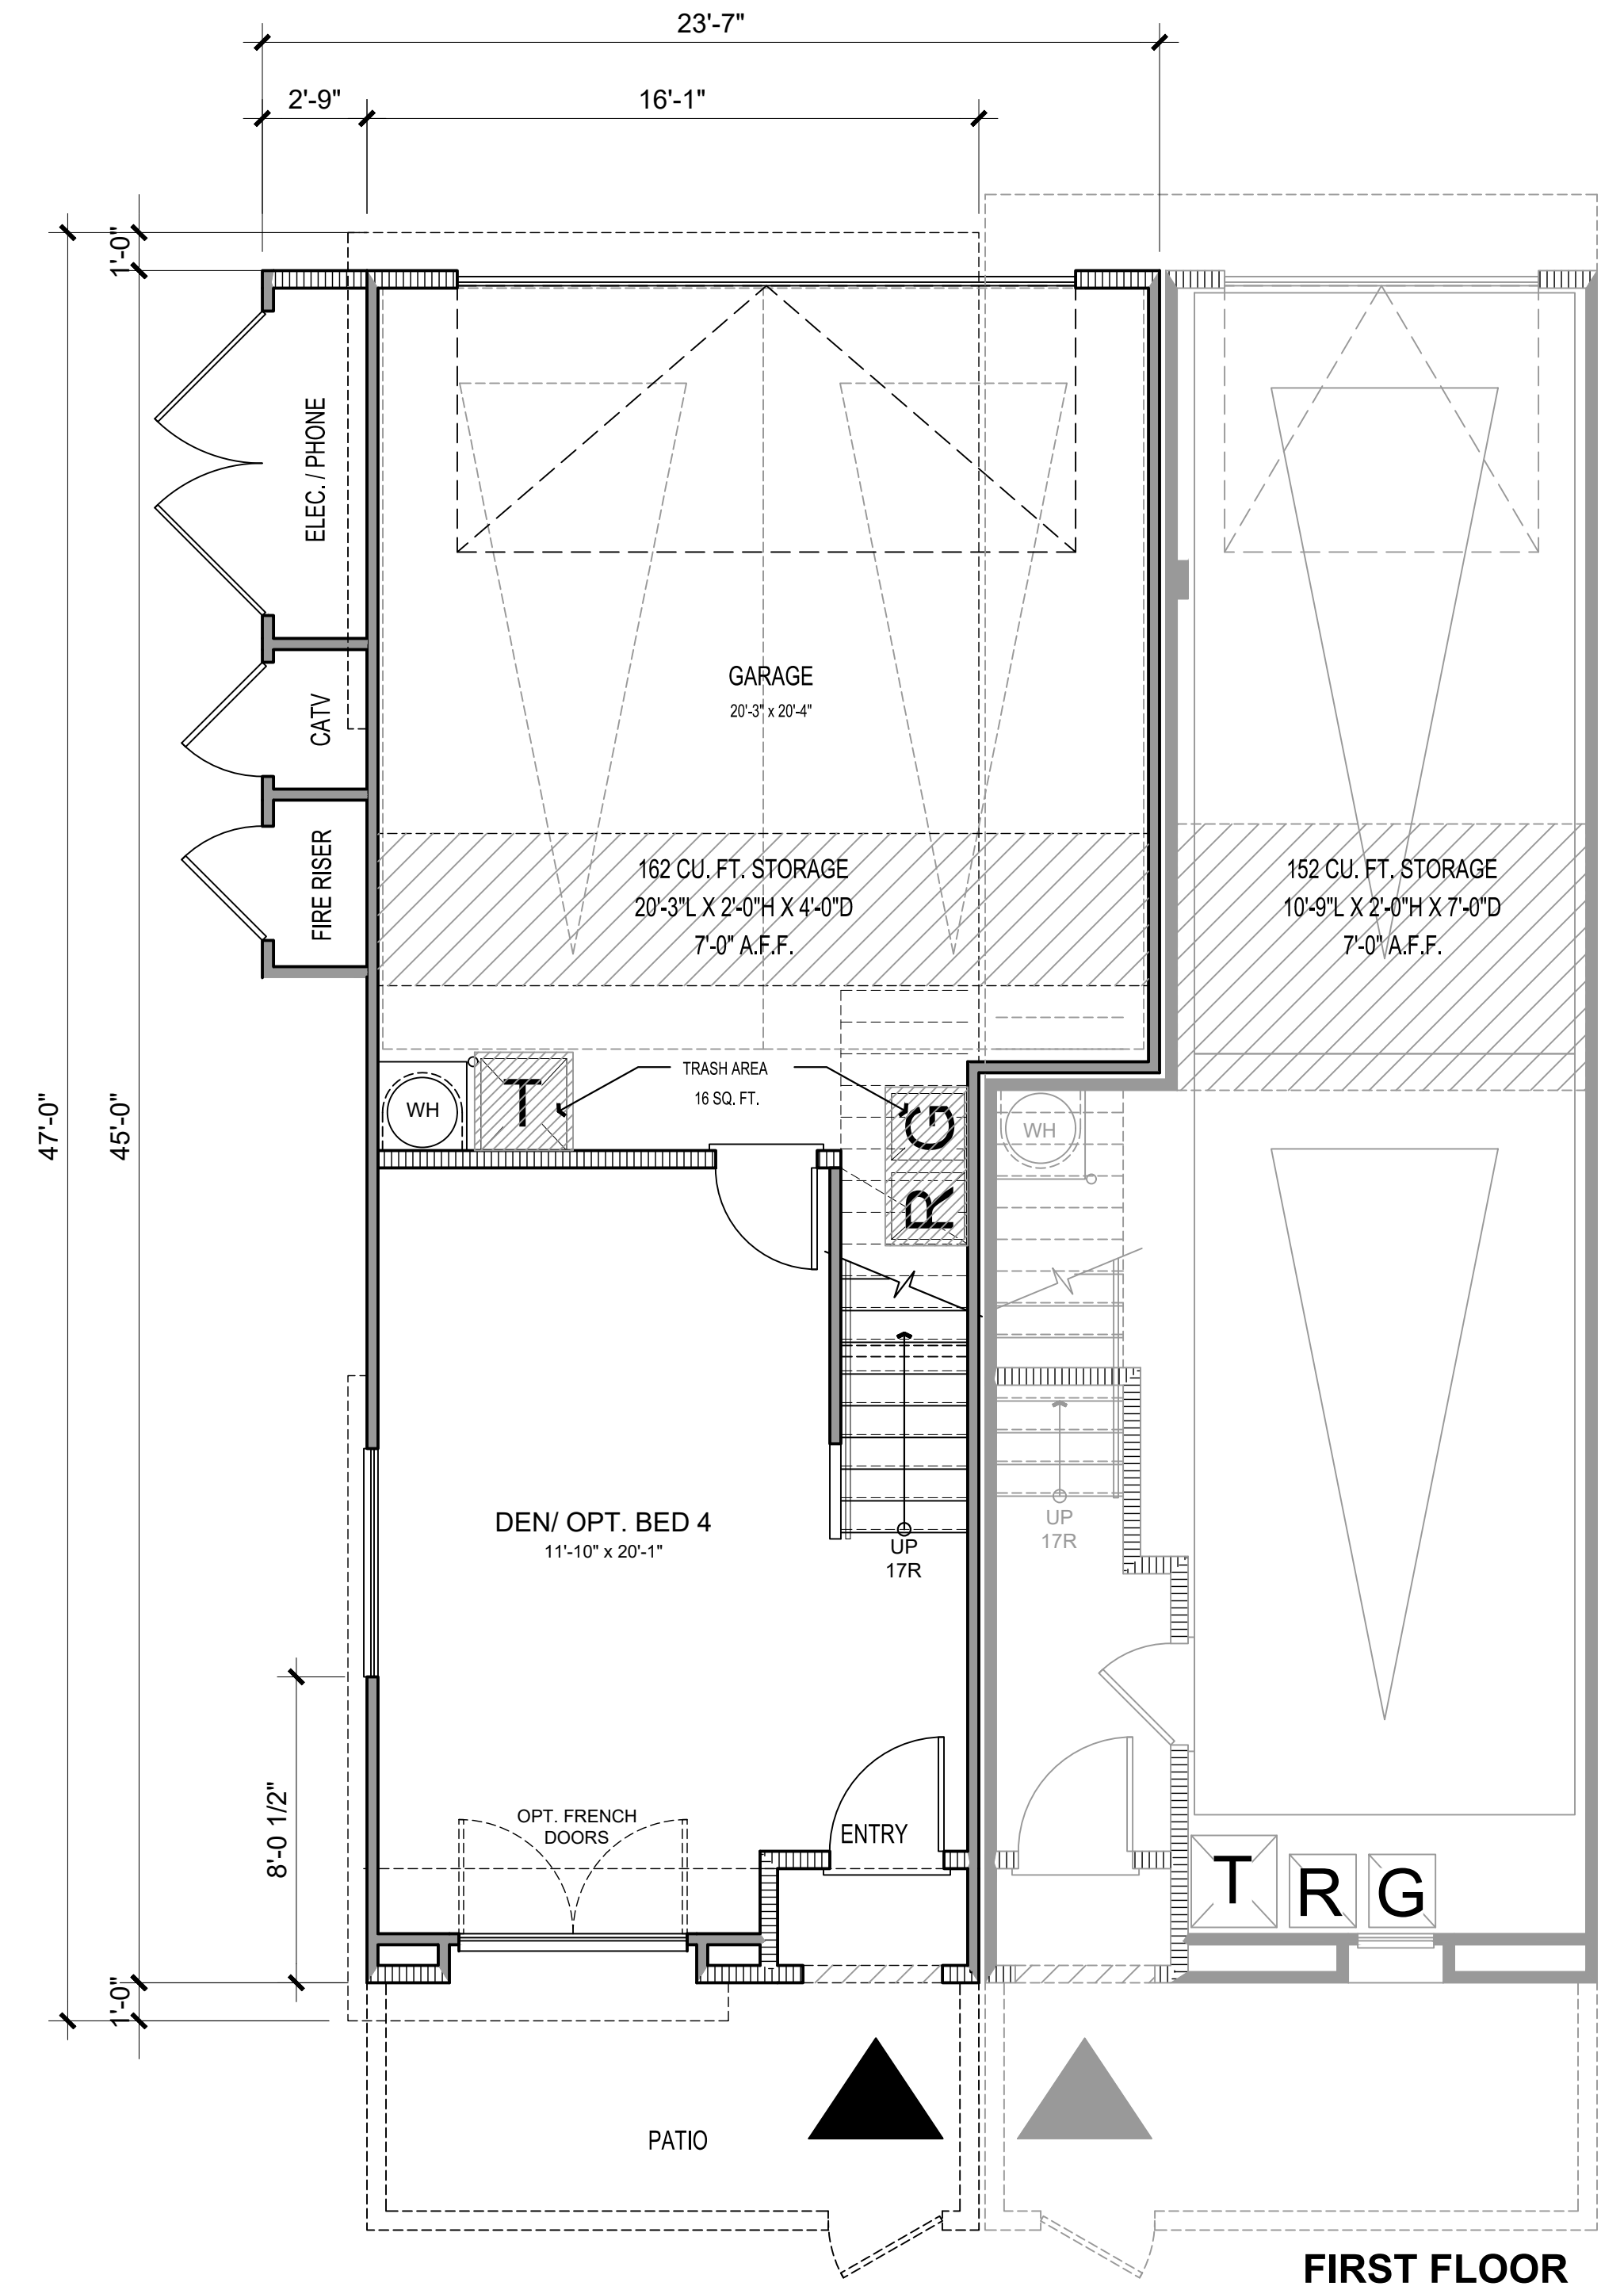 23'-7"
2'-9"
16'-1"
1'-0"
ELEC. / PHONE
CATV
FIRE RISER
GARAGE
20'-3" x 20'-4"
162 CU. FT. STORAGE
20'-3"L X 2'-0"H X 4'-0"D
7'-0" A.F.F.
152 CU. FT. STORAGE
10'-9"L X 2'-0"H X 7'-0"D
7'-0" A.F.F.
47'-0"
45'-0"
WH
T
TRASH AREA
16 SQ. FT.
G
R
WH
DEN/ OPT. BED 4
11'-10" x 20'-1"
UP
17R
UP
17R
8'-0 1/2"
OPT. FRENCH
DOORS
ENTRY
T
R
G
1'-0"
PATIO
FIRST FLOOR